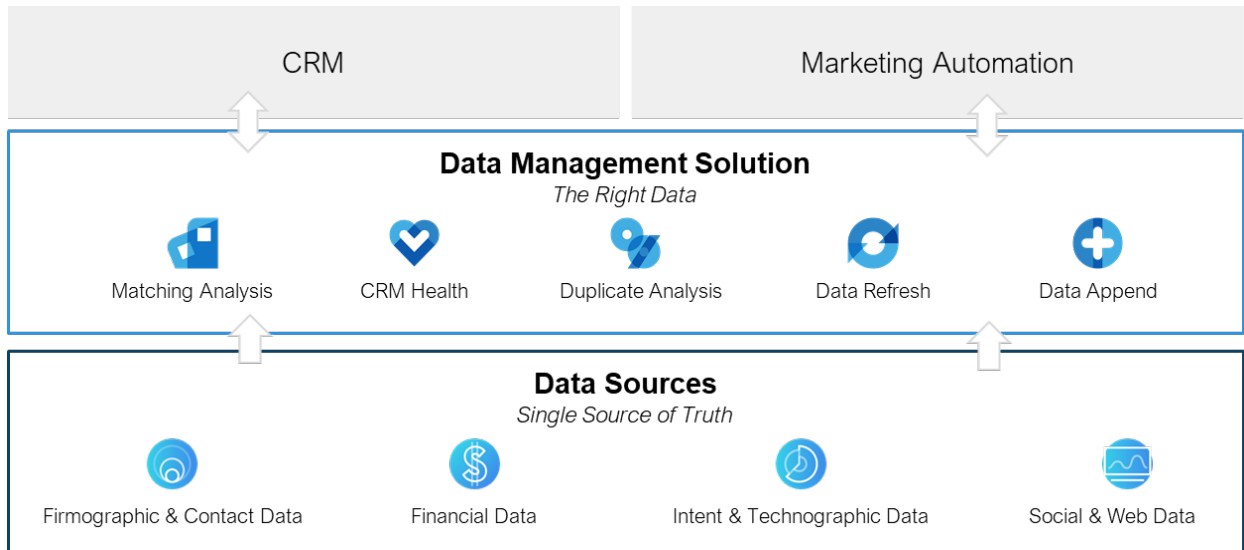 CRM
Marketing Automation
Data Management Solution
The Right Data
Matching Analysis
CRM Health
Duplicate Analysis
Data Refresh
Data Append
Data Sources
Single Source of Truth
Firmographic & Contact Data
Financial Data
Intent & Technographic Data
Social & Web Data